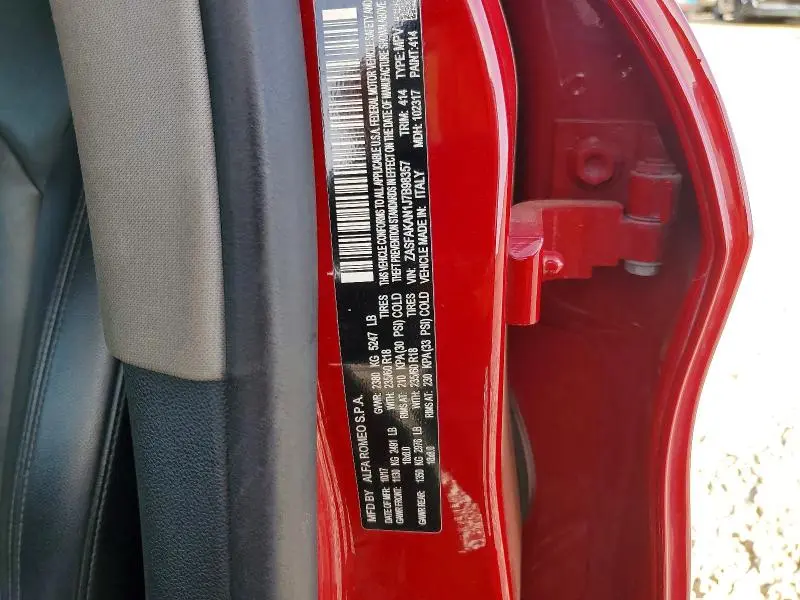 MFD BY ALFA ROMEO S.P.A.
DATE OF MFR: 10/17 GVWR: 2380 KG 5247 LB
GAWR FRONT: 1130 KG 2491 LB WITH: 235/60 R18 TIRES
RIMS AT: 210 KPA(30 PSI) COLD
GAWR REAR: 1350 KG 2976 LB WITH: 235/60 R18 TIRES
RIMS AT: 230 KPA(33 PSI) COLD
THIS VEHICLE CONFORMS TO ALL APPLICABLE U.S.A. FEDERAL MOTOR VEHICLE SAFETY AND
THEFT PREVENTION STANDARDS IN EFFECT ON THE DATE OF MANUFACTURE SHOWN ABOVE
VIN: ZASFAKAN1J7B98357 TYPE: MPV
VEHICLE MADE IN: ITALY TRIM: 414
MDH: 102317 PAINT: 414